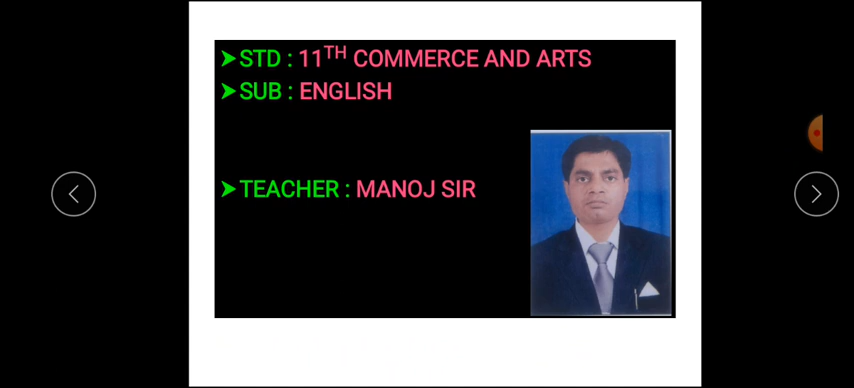 ➤STD : 11TH COMMERCE AND ARTS
➤SUB : ENGLISH
➤TEACHER : MANOJ SIR